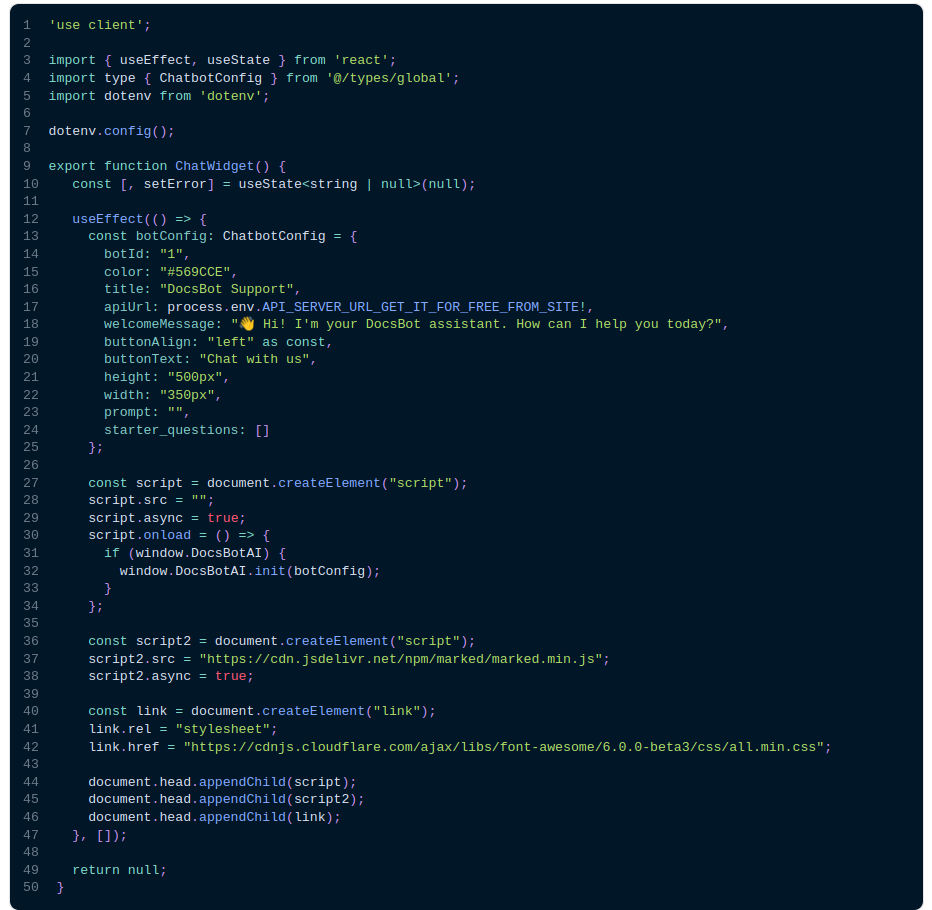 1 'use client';
2
3 import { useEffect, useState } from 'react';
4 import type { ChatbotConfig } from '@/types/global';
5 import dotenv from 'dotenv';
6
7 dotenv.config();
8
9 export function ChatWidget() {
10 const [, setError] = useState<string | null>(null);
11
12 useEffect(() => {
13 const botConfig: ChatbotConfig = {
14 botId: "1",
15 color: "#569CCE",
16 title: "DocsBot Support",
17 apiUrl: process.env.API_SERVER_URL_GET_IT_FOR_FREE_FROM_SITE!,
18 welcomeMessage: "👋 Hi! I'm your DocsBot assistant. How can I help you today?",
19 buttonAlign: "left" as const,
20 buttonText: "Chat with us",
21 height: "500px",
22 width: "350px",
23 prompt: "",
24 starter_questions: []
25 };
26
27 const script = document.createElement("script");
28 script.src = "";
29 script.async = true;
30 script.onload = () => {
31 if (window.DocsBotAI) {
32 window.DocsBotAI.init(botConfig);
33 }
34 };
35
36 const script2 = document.createElement("script");
37 script2.src = "https://cdn.jsdelivr.net/npm/marked/marked.min.js";
38 script2.async = true;
39
40 const link = document.createElement("link");
41 link.rel = "stylesheet";
42 link.href = "https://cdnjs.cloudflare.com/ajax/libs/font-awesome/6.0.0-beta3/css/all.min.css";
43
44 document.head.appendChild(script);
45 document.head.appendChild(script2);
46 document.head.appendChild(link);
47 }, []);
48
49 return null;
50 }